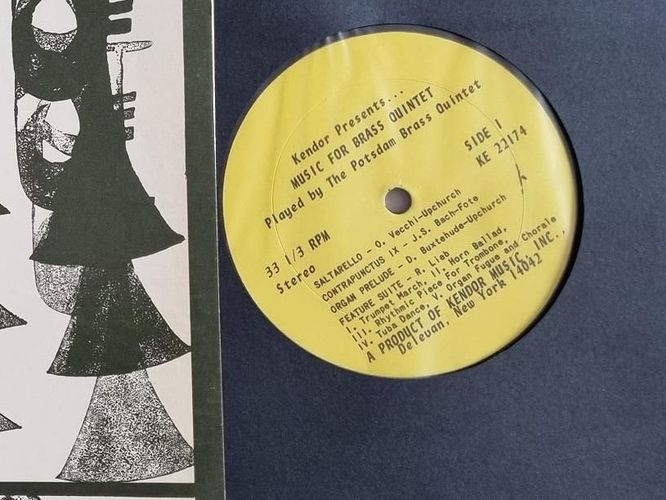 Kendor Presents...
MUSIC FOR BRASS QUINTET
Played by The Potsdam Brass Quintet
SIDE 1
KE 22174
33 1/3 RPM
Stereo
SALTARELLO - O. Vecchi-Upchurch
CONTRAPUNCTUS IX - J.S. Bach-Fote
ORGAN PRELUDE - D. Buxtehude-Upchurch
FEATURE SUITE - R. Lieb
I. Trumpet March, II. Horn Ballad,
III. Rhythmic Piece For Trombone,
IV. Tuba Dance, V. Organ Fugue and Chorale
A PRODUCT OF KENDOR MUSIC, INC.,
Delevan, New York 14042